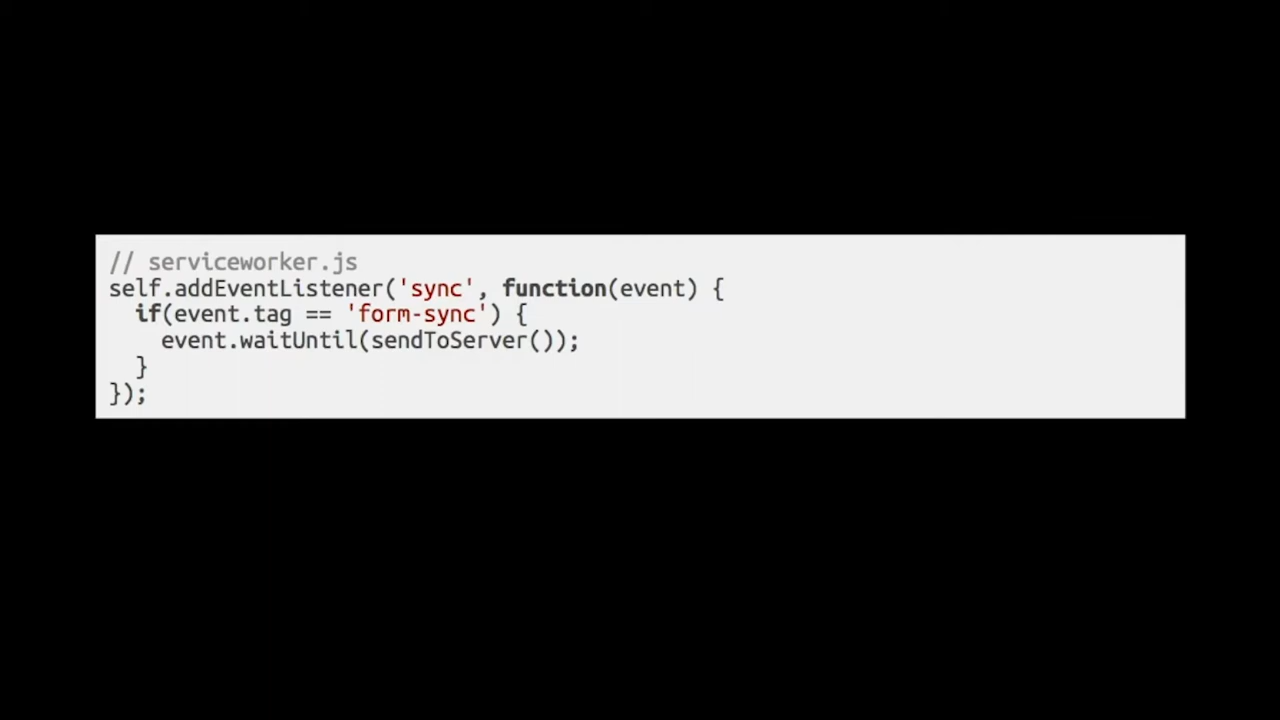 // serviceworker.js
self.addEventListener('sync', function(event) {
  if(event.tag == 'form-sync') {
    event.waitUntil(sendToServer());
  }
});